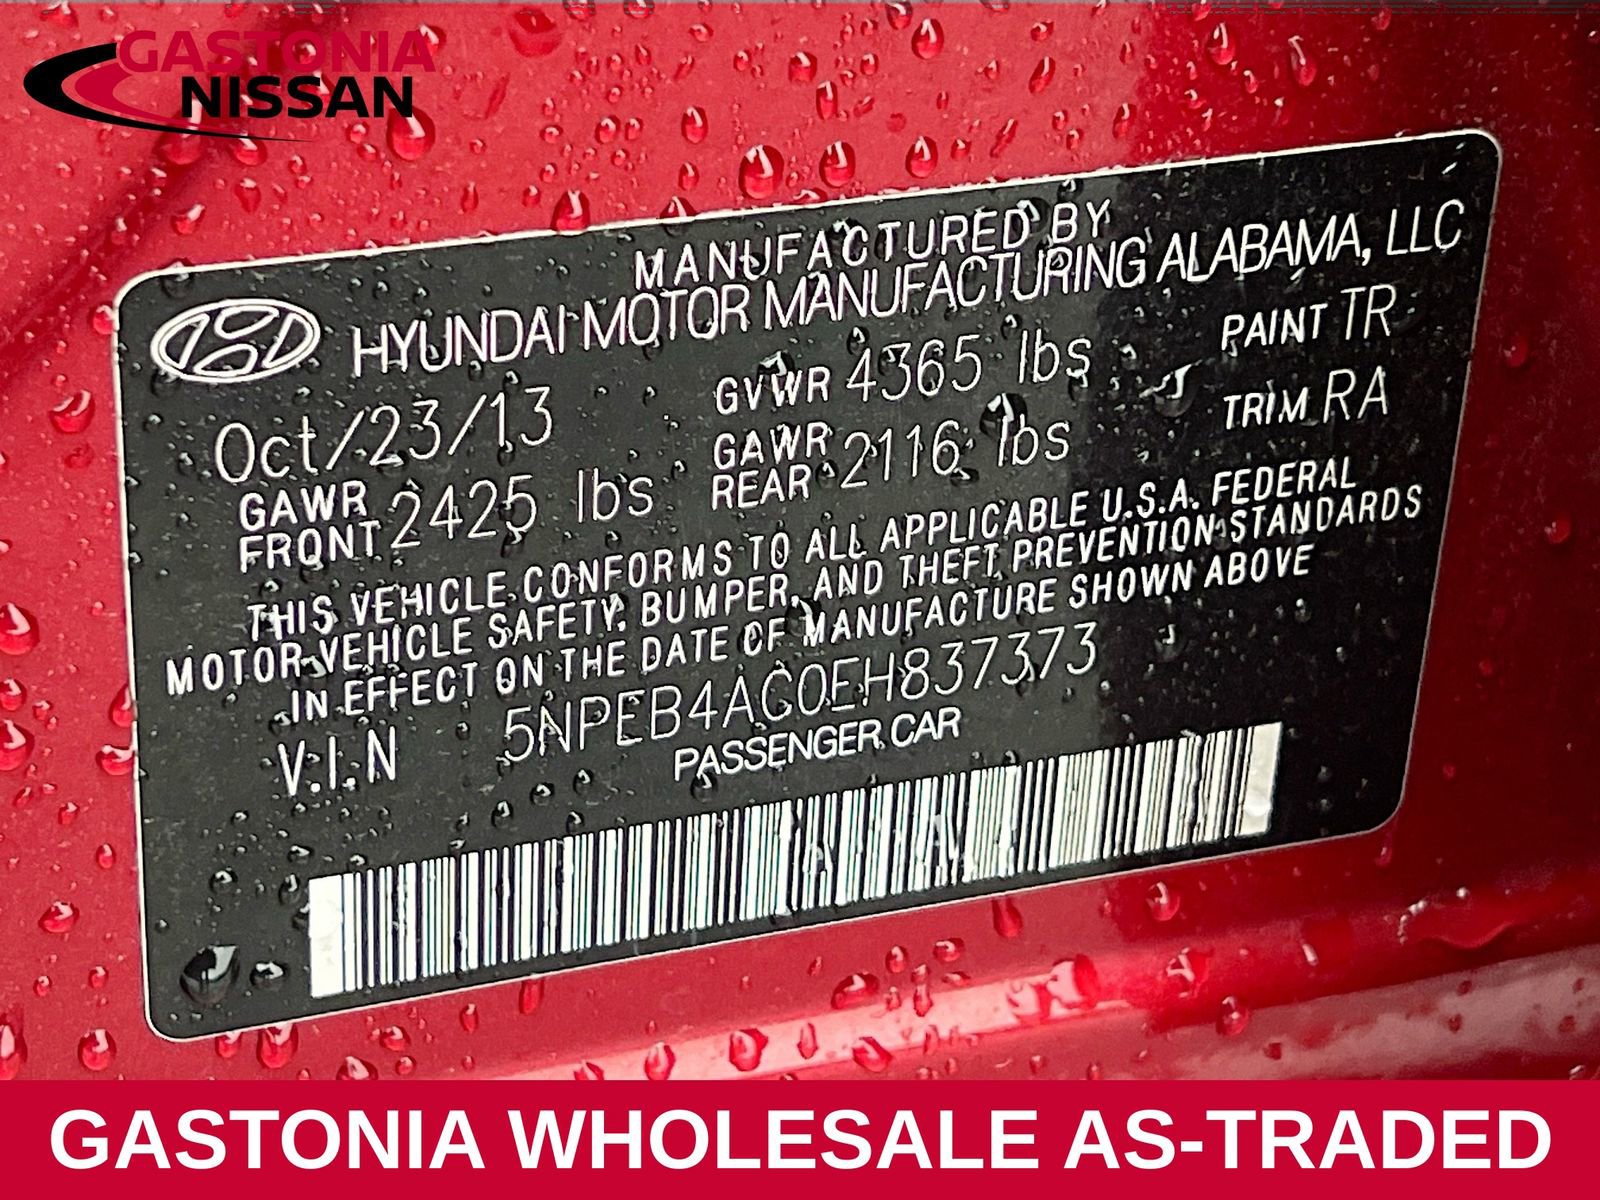 GASTONIA
NISSAN
MANUFACTURED BY
HYUNDAI MOTOR MANUFACTURING ALABAMA, LLC
Oct/23/13 GVWR 4365 lbs PAINT TR
GAWR FRONT 2425 lbs GAWR REAR 2116 lbs TRIM RA
THIS VEHICLE CONFORMS TO ALL APPLICABLE U.S.A. FEDERAL
MOTOR VEHICLE SAFETY, BUMPER, AND THEFT PREVENTION STANDARDS
IN EFFECT ON THE DATE OF MANUFACTURE SHOWN ABOVE
V.I.N 5NPEB4AC0EH837373
PASSENGER CAR
GASTONIA WHOLESALE AS-TRADED